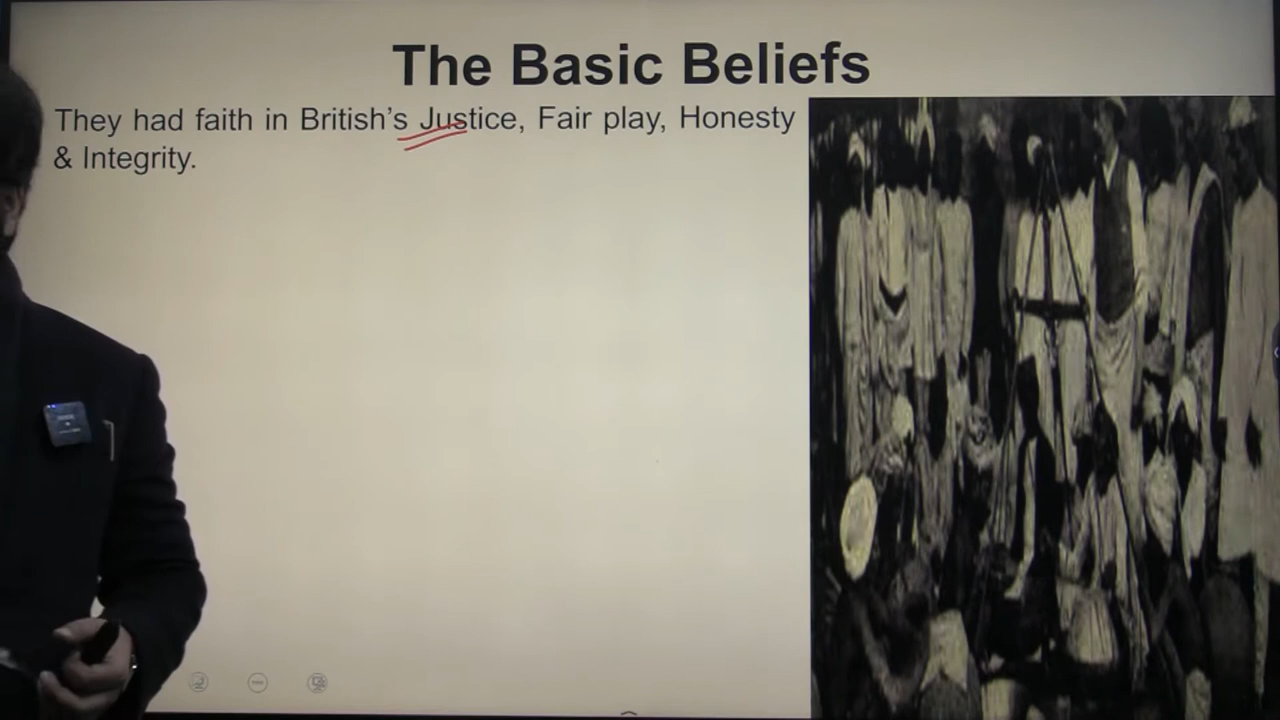 The Basic Beliefs
They had faith in British's Justice, Fair play, Honesty
& Integrity.